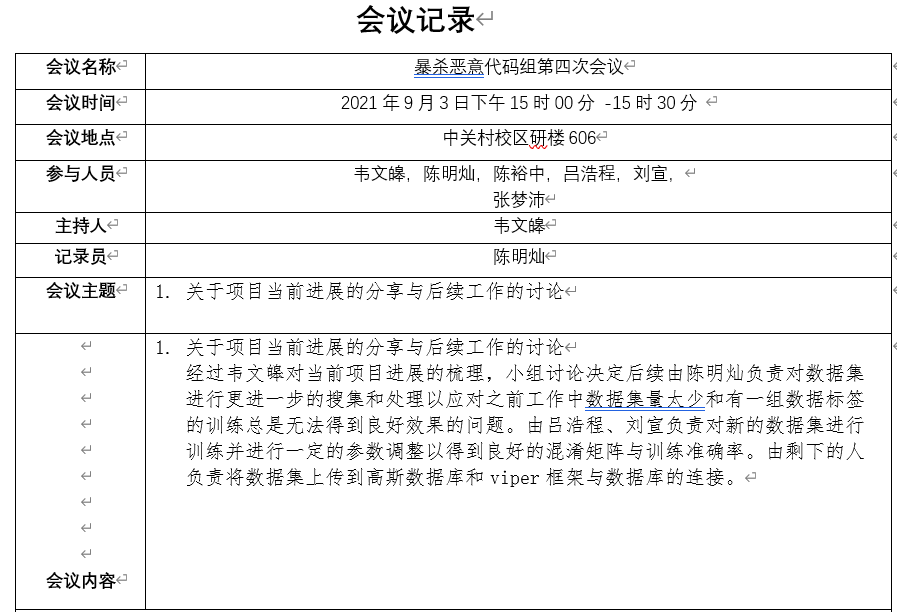 会议记录
会议名称 暴杀恶意代码组第四次会议
会议时间 2021 年 9 月 3 日下午 15 时 00 分 -15 时 30 分
会议地点 中关村校区研楼 606
参与人员 韦文皞，陈明灿，陈裕中，吕浩程，刘宣，
张梦沛
主持人 韦文皞
记录员 陈明灿
会议主题 1. 关于项目当前进展的分享与后续工作的讨论
1. 关于项目当前进展的分享与后续工作的讨论
经过韦文皞对当前项目进展的梳理，小组讨论决定后续由陈明灿负责对数据集
进行更进一步的搜集和处理以应对之前工作中数据集量太少和有一组数据标签
的训练总是无法得到良好效果的问题。由吕浩程、刘宣负责对新的数据集进行
训练并进行一定的参数调整以得到良好的混淆矩阵与训练准确率。由剩下的人
负责将数据集上传到高斯数据库和 viper 框架与数据库的连接。
会议内容